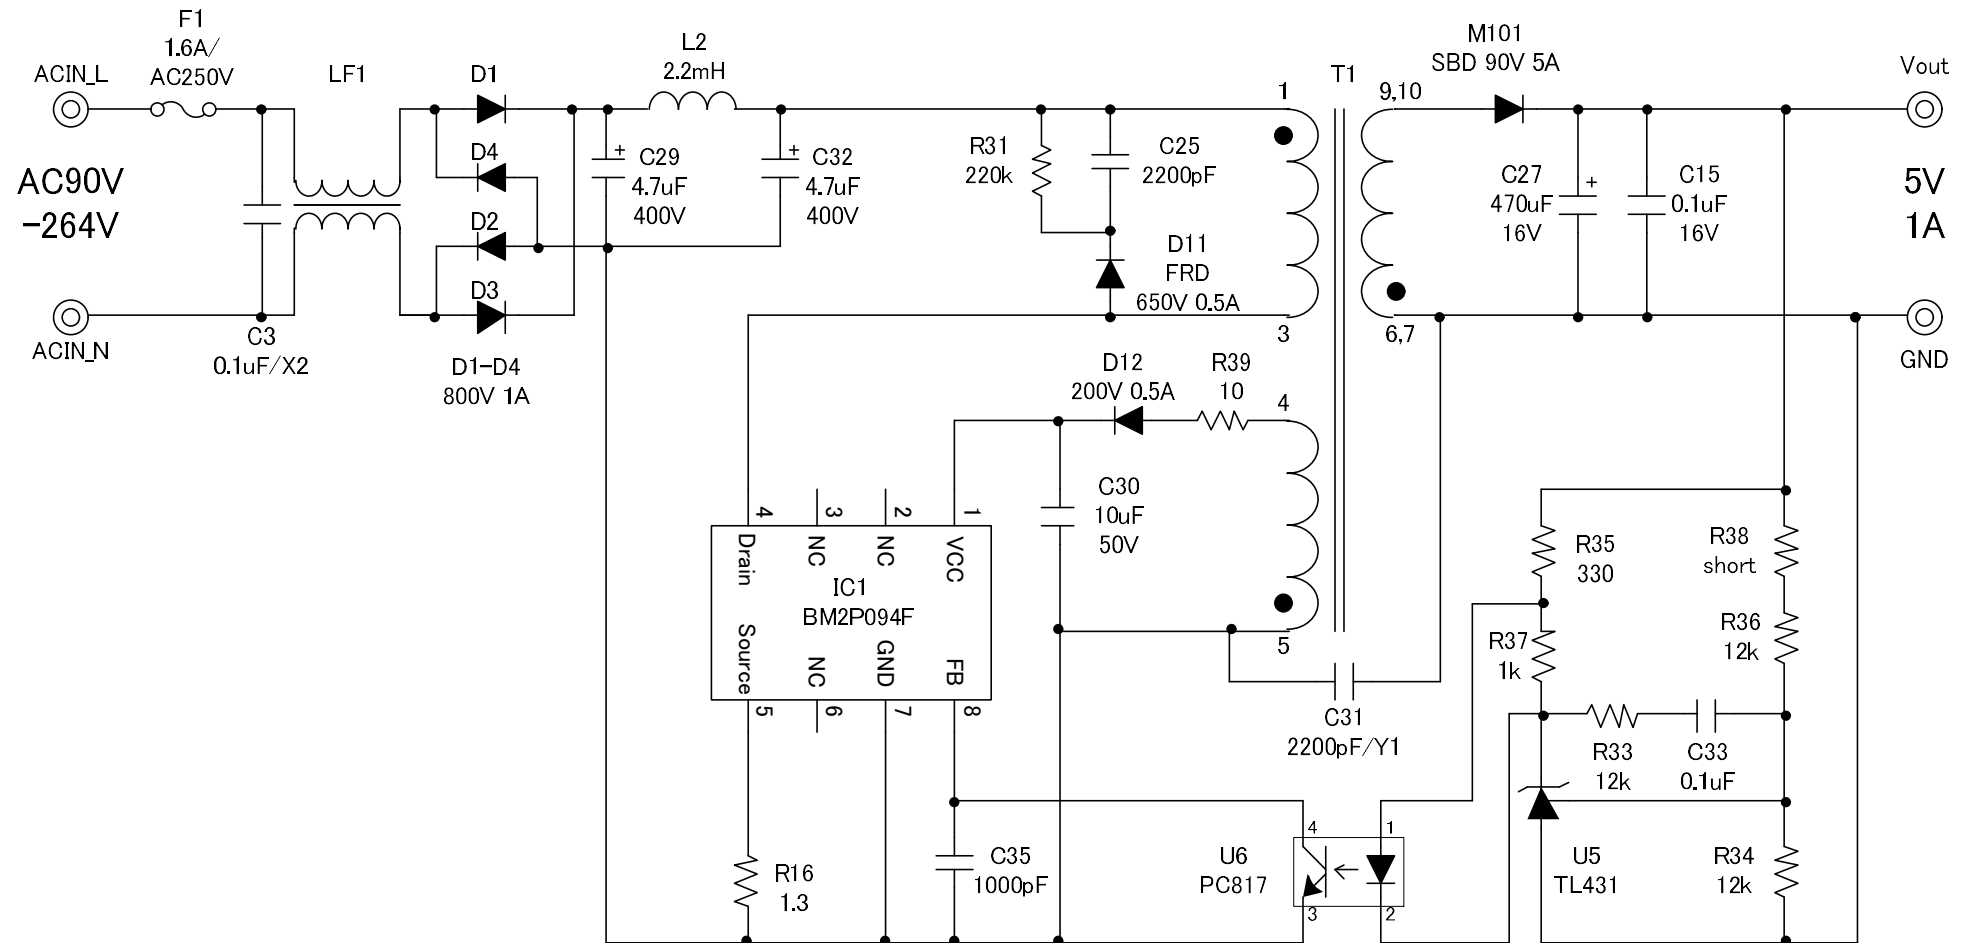 F1
1.6A/
AC250V
ACIN_L
LF1
D1
L2
2.2mH
M101
SBD 90V 5A
T1
Vout
1
9,10
AC90V
-264V
D4
C29
4.7uF
400V
C32
4.7uF
400V
R31
220k
C25
2200pF
C27
470uF
16V
C15
0.1uF
16V
5V
1A
D2
D3
D11
FRD
650V 0.5A
ACIN_N
C3
0.1uF/X2
D1-D4
800V 1A
3
6,7
GND
D12
200V 0.5A
R39
10
4
C30
10uF
50V
5
4
3
2
1
Drain
NC
NC
VCC
IC1
BM2P094F
Source
NC
GND
FB
5
6
7
8
C31
2200pF/Y1
R35
330
R38
short
R37
1k
R36
12k
R33
12k
C33
0.1uF
R16
1.3
C35
1000pF
U6
PC817
4
1
3
2
U5
TL431
R34
12k